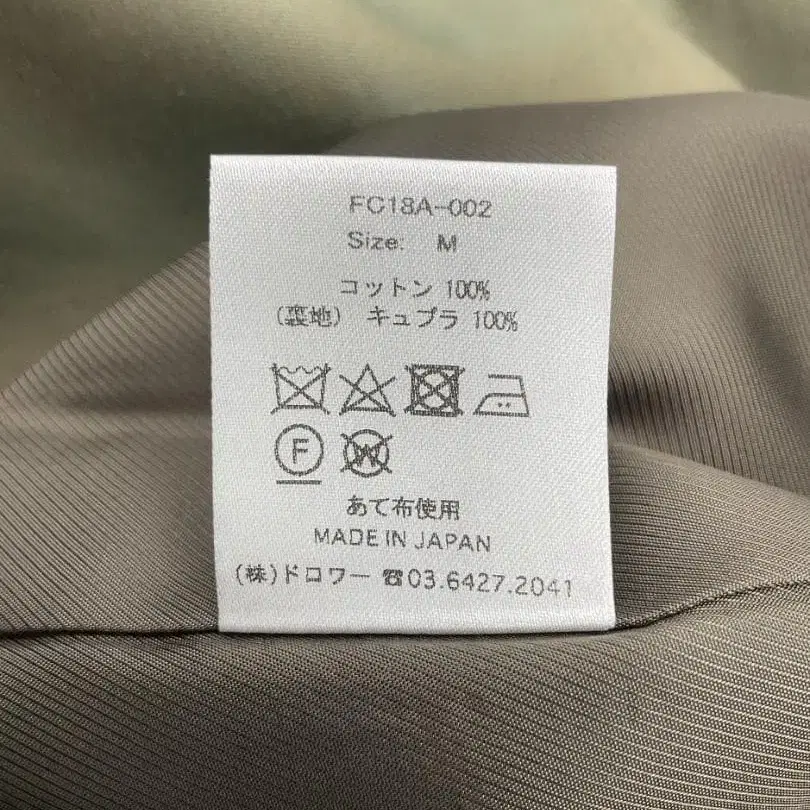 FC18A-002
Size: M
コットン 100%
(裏地) キュプラ 100%
F
W
あて布使用
MADE IN JAPAN
(株)ドロワー ☎03.6427.2041